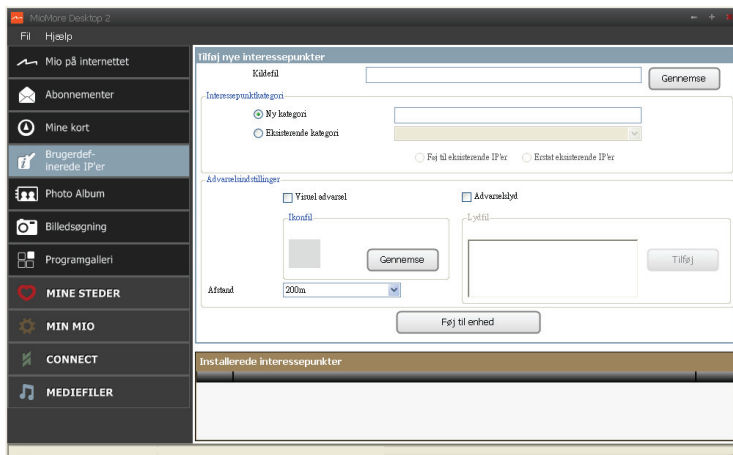 MioMore Desktop 2
Fil Hjælp
Mio på internettet
Abonnementer
Mine kort
Brugerdef-
inerede IP'er
Photo Album
Billedsøgning
Programgalleri
MINE STEDER
MIN MIO
CONNECT
MEDIEFILER
Tilføj nye interessepunkter
Kildefil
Gennemse
Interessepunktkategori
Ny kategori
Eksisterende kategori
Føj til eksisterende IP'er Erstat eksisterende IP'er
Advarselsindstillinger
Visuel advarsel Advarselslyd
Ikonfil Lydfil
Gennemse Tilføj
Afstand 200m
Føj til enhed
Installerede interessepunkter